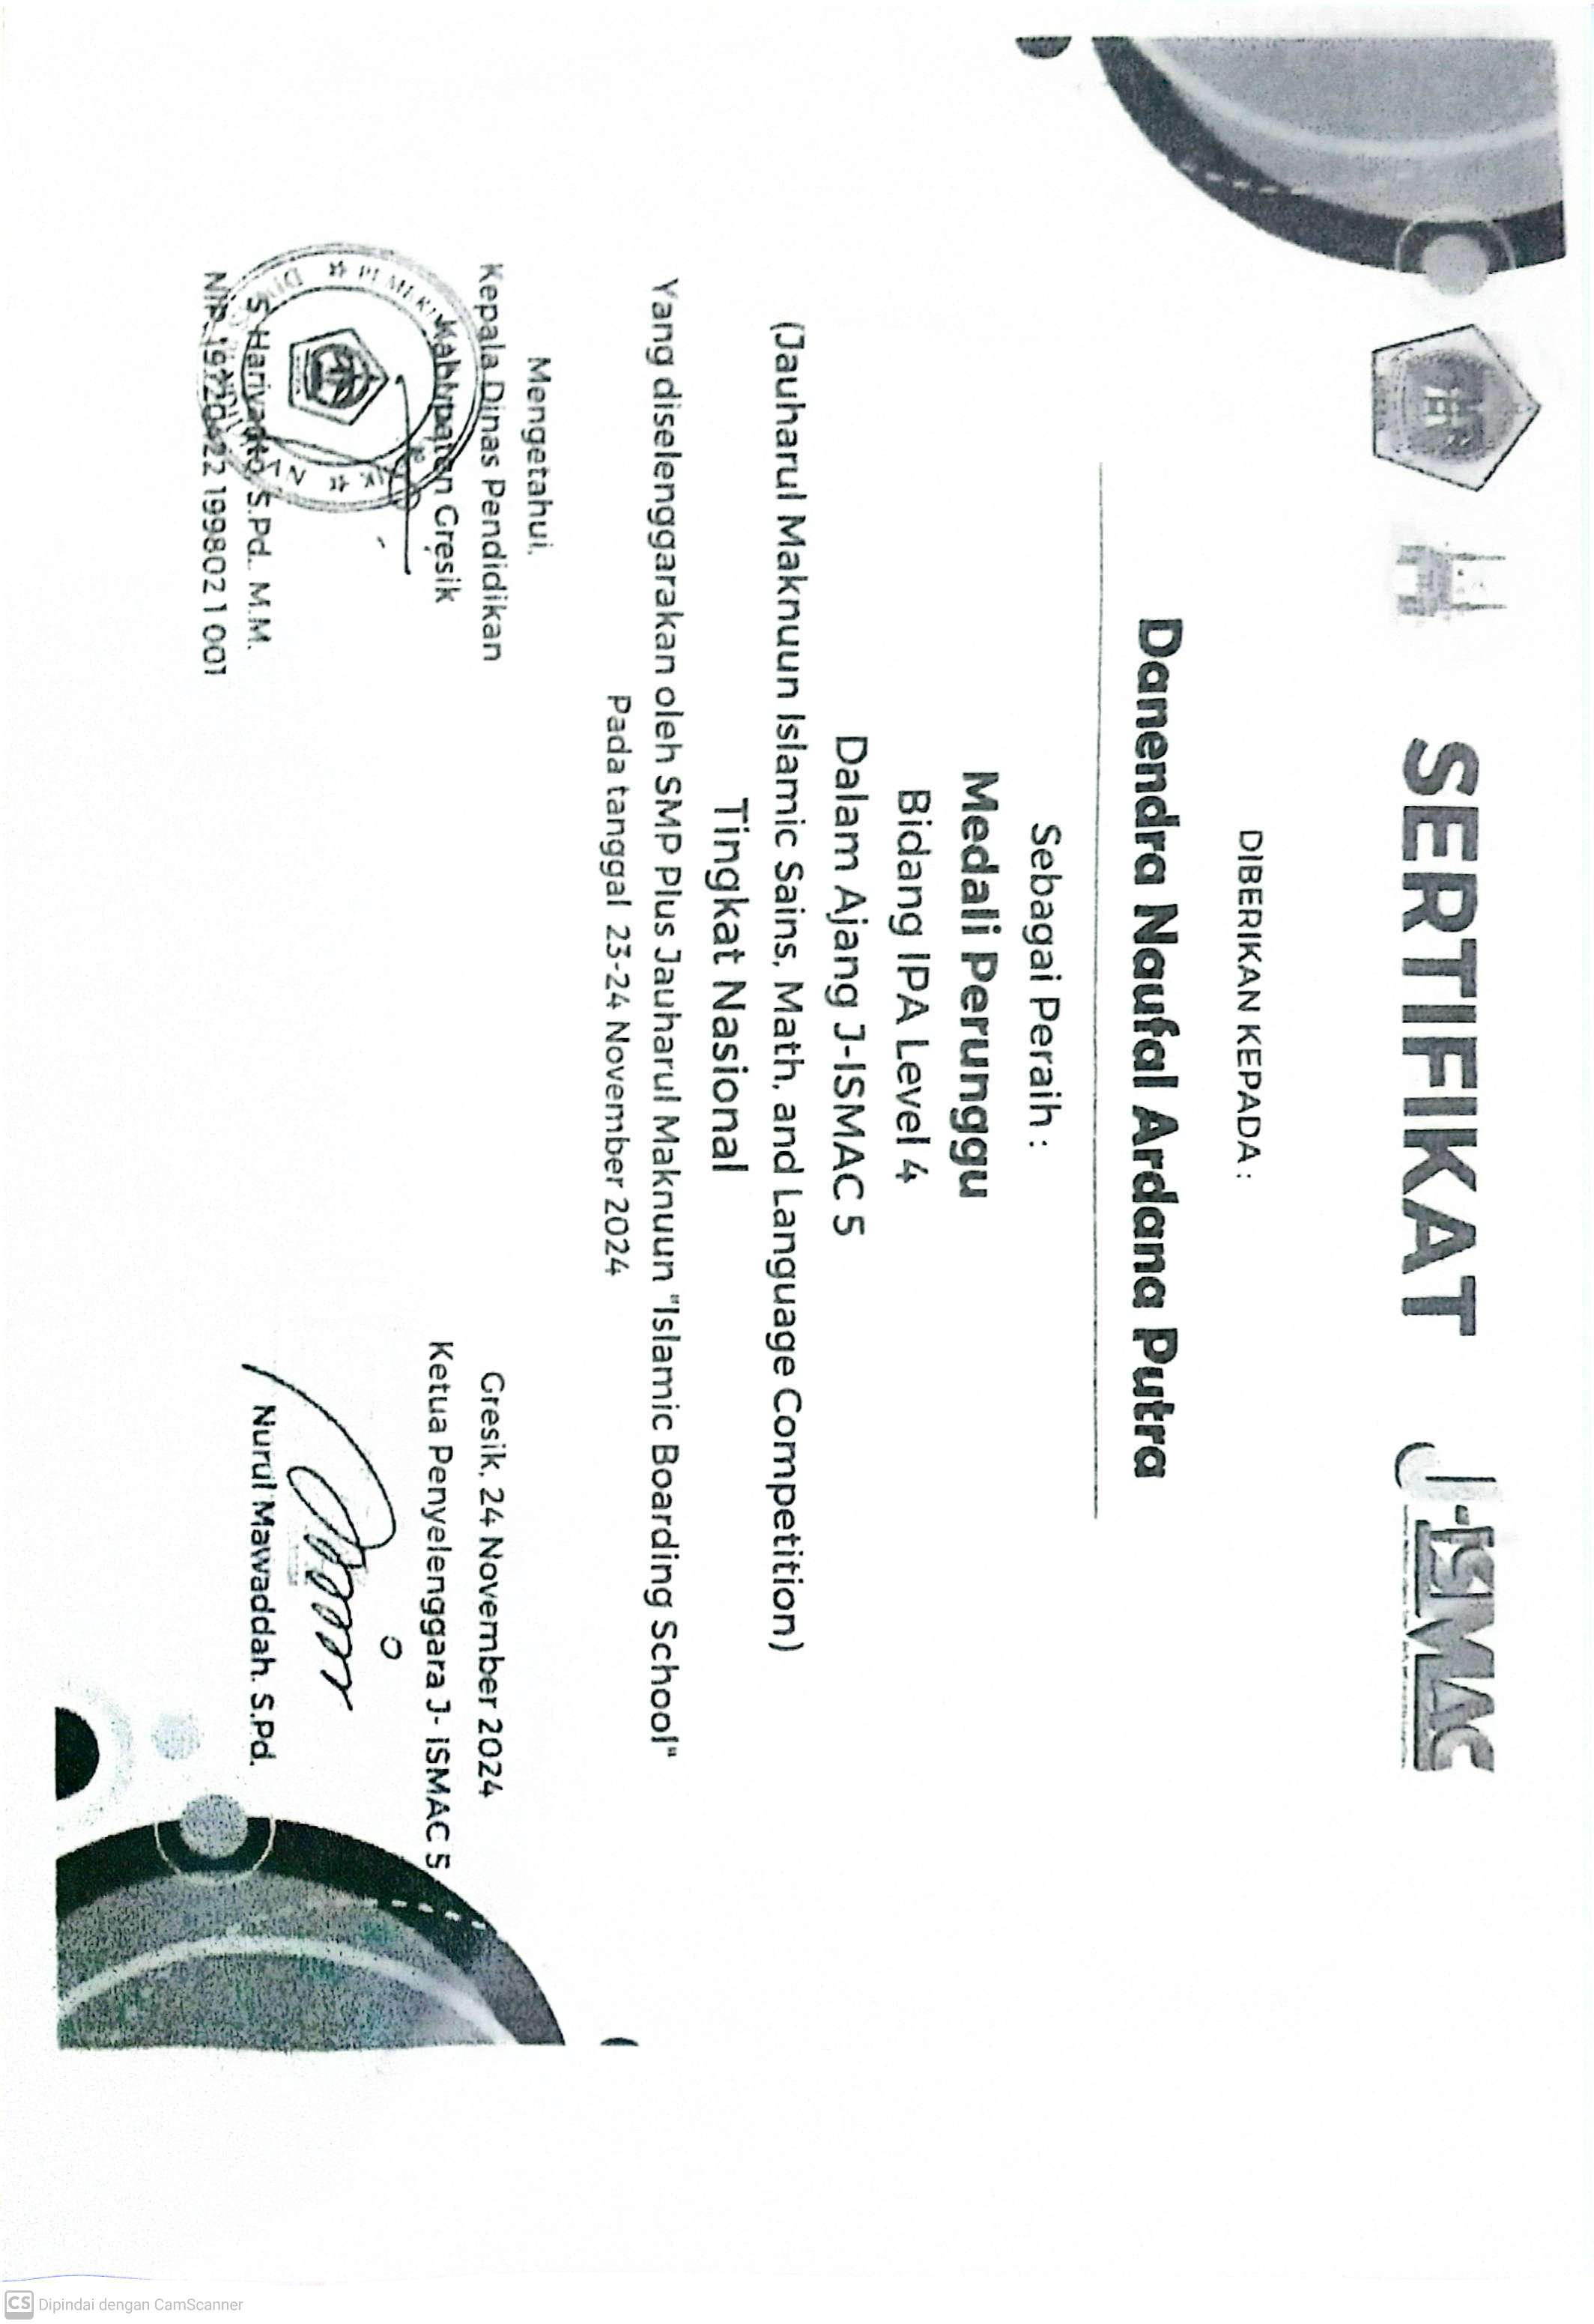 SERTIFIKAT
J-ISMAC
DIBERIKAN KEPADA :
Danendra Naufal Ardana Putra
Sebagai Peraih :
Medali Perunggu
Bidang IPA Level 4
Dalam Ajang J-ISMAC 5
(Jauharul Maknuun Islamic Sains, Math, and Language Competition)
Tingkat Nasional
Yang diselenggarakan oleh SMP Plus Jauharul Maknuun "Islamic Boarding School"
Pada tanggal 23-24 November 2024
Mengetahui,
Kepala Dinas Pendidikan
Kabupaten Gresik
S. Hariyanto S.Pd., M.M.
NIP. 19720422 199802 1 001
Gresik, 24 November 2024
Ketua Penyelenggara J- ISMAC 5
Nurul Mawaddah. S.Pd.
CS Dipindai dengan CamScanner